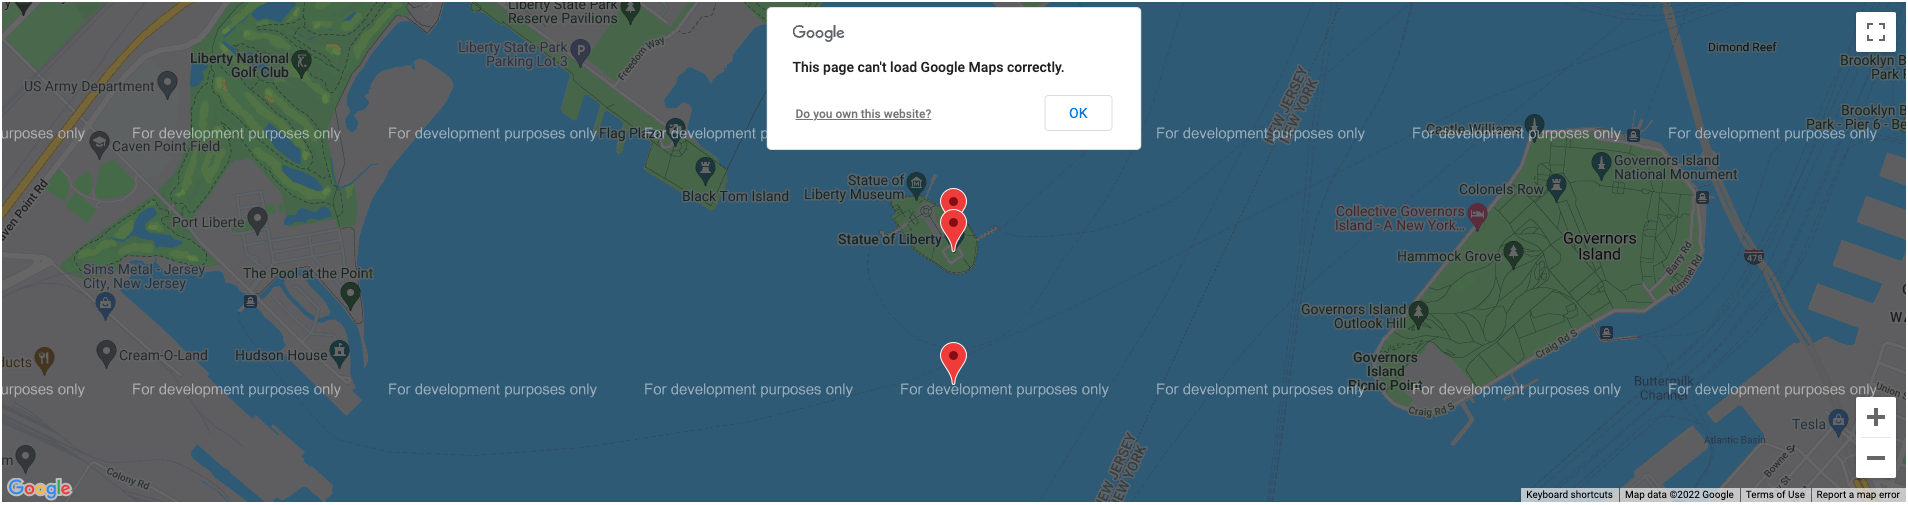 Liberty State Park
Reserve Pavilions
Google
This page can't load Google Maps correctly.
Do you own this website?
OK
Liberty State Park
Parking Lot 3
P
Freedom Way
Liberty National
Golf Club
US Army Department
NEW JERSEY
NEW YORK
Dimond Reef
Brooklyn B
Park
Brooklyn B
Park - Pier 6 - Be
urposes only
For development purposes only
For development purposes only
For development purposes only
For development purposes only
For development purposes only
For development purposes only
Flag Plaza
Castle Williams
Caven Point Field
aven Point Rd
Black Tom Island
Statue of
Liberty Museum
Statue of Liberty
Governors Island
National Monument
Colonels Row
Collective Governors
Island - A New York...
Governors
Island
Hammock Grove
Barry Rd
Kimmel Rd
478
Port Liberte
The Pool at the Point
Sims Metal - Jersey
City, New Jersey
Governors Island
Outlook Hill
Craig Rd S
W
ducts
Cream-O-Land
Hudson House
Governors
Island
Picnic Point
urposes only
For development purposes only
For development purposes only
For development purposes only
For development purposes only
For development purposes only
For development purposes only
For development purposes only
Buttermilk
Channel
Union S
Craig Rd S
Tesla
Atlantic Basin
Bowne St
St
NEW JERSEY
NEW YORK
m
Colony Rd
Google
Keyboard shortcuts
Map data ©2022 Google
Terms of Use
Report a map error